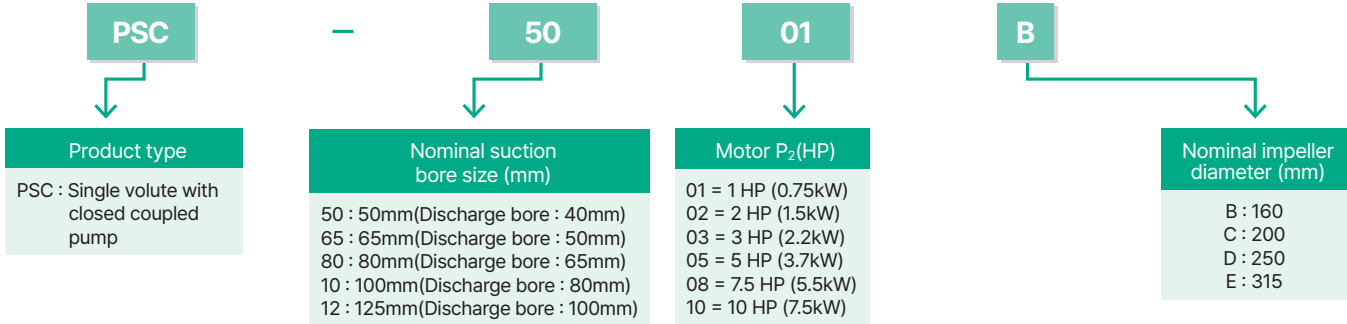 PSC – 50 01 B
Product type
PSC : Single volute with
closed coupled
pump
Nominal suction
bore size (mm)
50 : 50mm(Discharge bore : 40mm)
65 : 65mm(Discharge bore : 50mm)
80 : 80mm(Discharge bore : 65mm)
10 : 100mm(Discharge bore : 80mm)
12 : 125mm(Discharge bore : 100mm)
Motor P₂(HP)
01 = 1 HP (0.75kW)
02 = 2 HP (1.5kW)
03 = 3 HP (2.2kW)
05 = 5 HP (3.7kW)
08 = 7.5 HP (5.5kW)
10 = 10 HP (7.5kW)
Nominal impeller
diameter (mm)
B : 160
C : 200
D : 250
E : 315